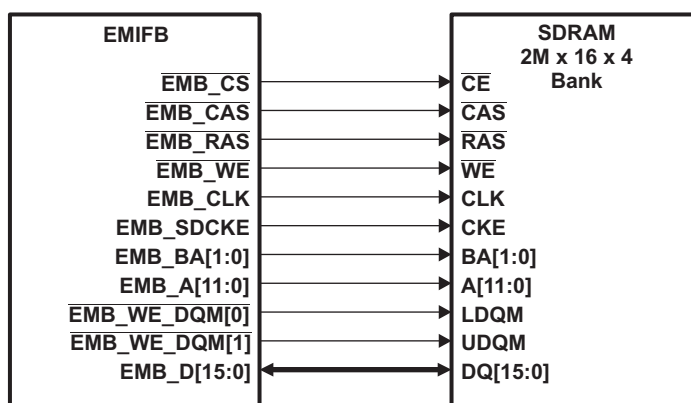 EMIFB
SDRAM
2M x 16 x 4
Bank
EMB_CS
CE
EMB_CAS
CAS
EMB_RAS
RAS
EMB_WE
WE
EMB_CLK
CLK
EMB_SDCKE
CKE
EMB_BA[1:0]
BA[1:0]
EMB_A[11:0]
A[11:0]
EMB_WE_DQM[0]
LDQM
EMB_WE_DQM[1]
UDQM
EMB_D[15:0]
DQ[15:0]